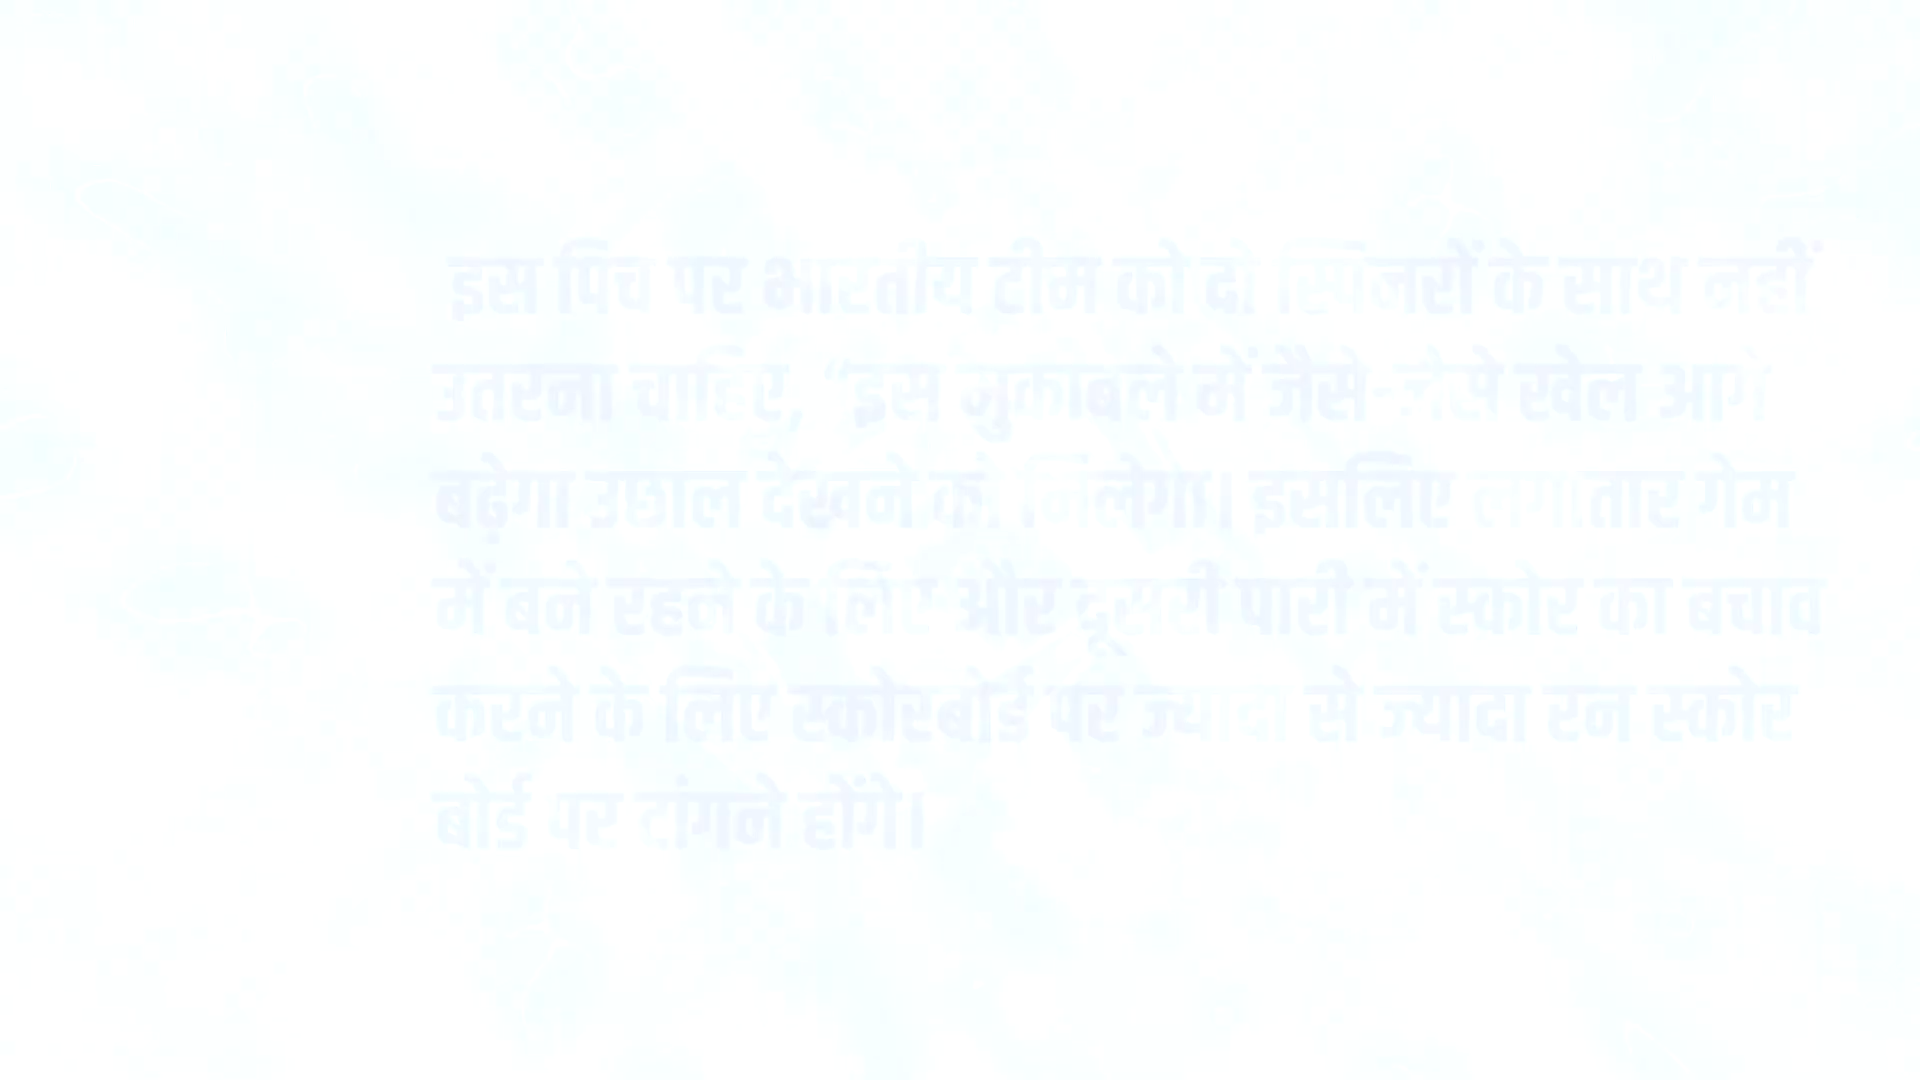 इस पिच पर भारतीय टीम को दो स्पिनरों के साथ नहीं
उतरना चाहिए, "इस मुकाबले में जैसे-जैसे खेल आगे
बढ़ेगा उछाल देखने को मिलेगा। इसलिए लगातार गेम
में बने रहने के लिए और दूसरी पारी में स्कोर का बचाव
करने के लिए स्कोरबोर्ड पर ज्यादा से ज्यादा रन स्कोर
बोर्ड पर टांगने होंगे।